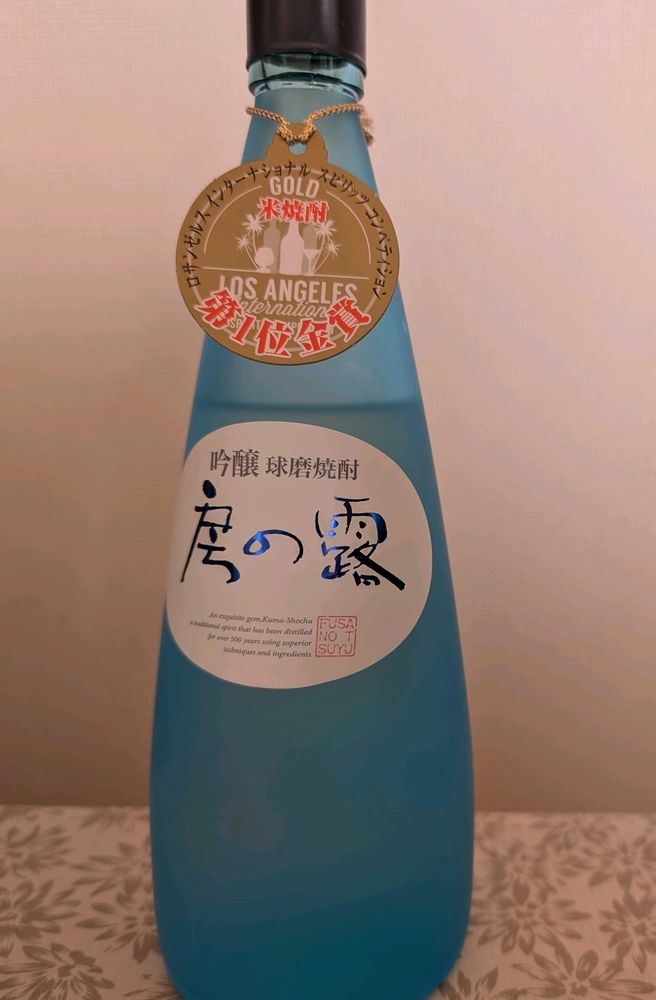 ロサンゼルス インターナショナル スピリッツ コンペティション
GOLD
米焼酎
LOS ANGELES
International
第1位金賞
吟醸 球磨焼酎
房の露
An exquisite gem,Kuma-Shochu
a traditional spirit that has been distilled
for over 500 years using superior
techniques and ingredients
FUSA
NO T
SUYU